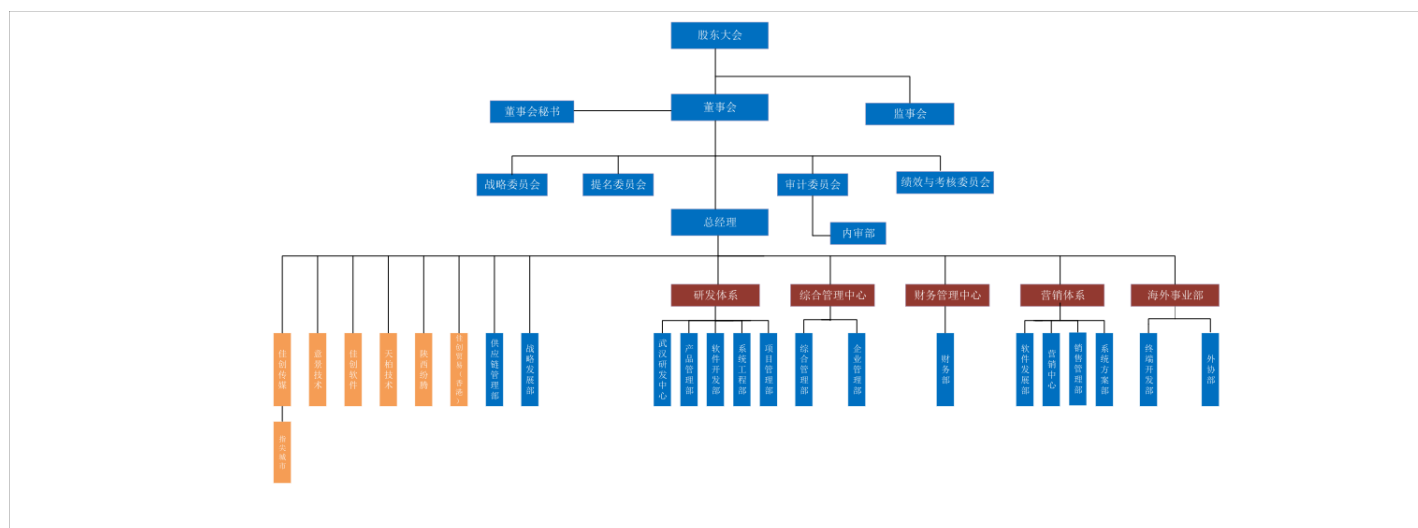 股东大会
董事会
董事会秘书
监事会
战略委员会
提名委员会
审计委员会
绩效与考核委员会
总经理
内审部
研发体系
综合管理中心
财务管理中心
营销体系
海外事业部
佳创传媒
意景技术
佳创软件
天柏技术
陕西纷腾
佳创贸易（香港）
供应链管理部
战略发展部
武汉研发中心
产品管理部
软件开发部
系统工程部
项目管理部
综合管理部
企业管理部
财务部
软件发展部
营销中心
销售管理部
系统方案部
终端开发部
外协部